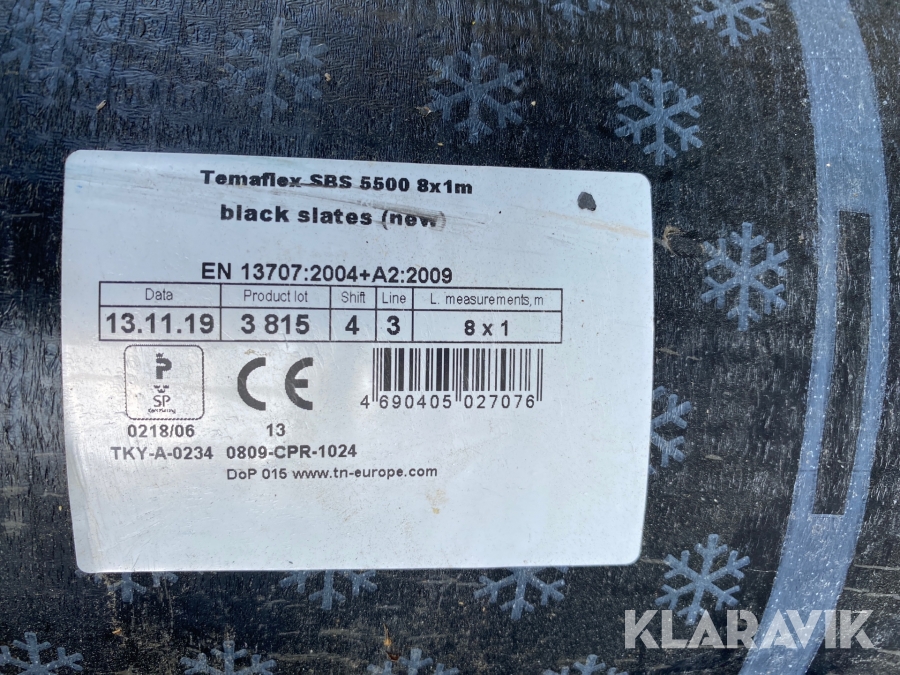 Temaflex SBS 5500 8x1m
black slates (new
EN 13707:2004+A2:2009
Data Product lot Shift Line L. measurements, m
13.11.19 3 815 4 3 8 x 1
P
SP
CE
4 690405 027076
0218/06 13
TKY-A-0234 0809-CPR-1024
DoP 015 www.tn-europe.com
KLARAVIK